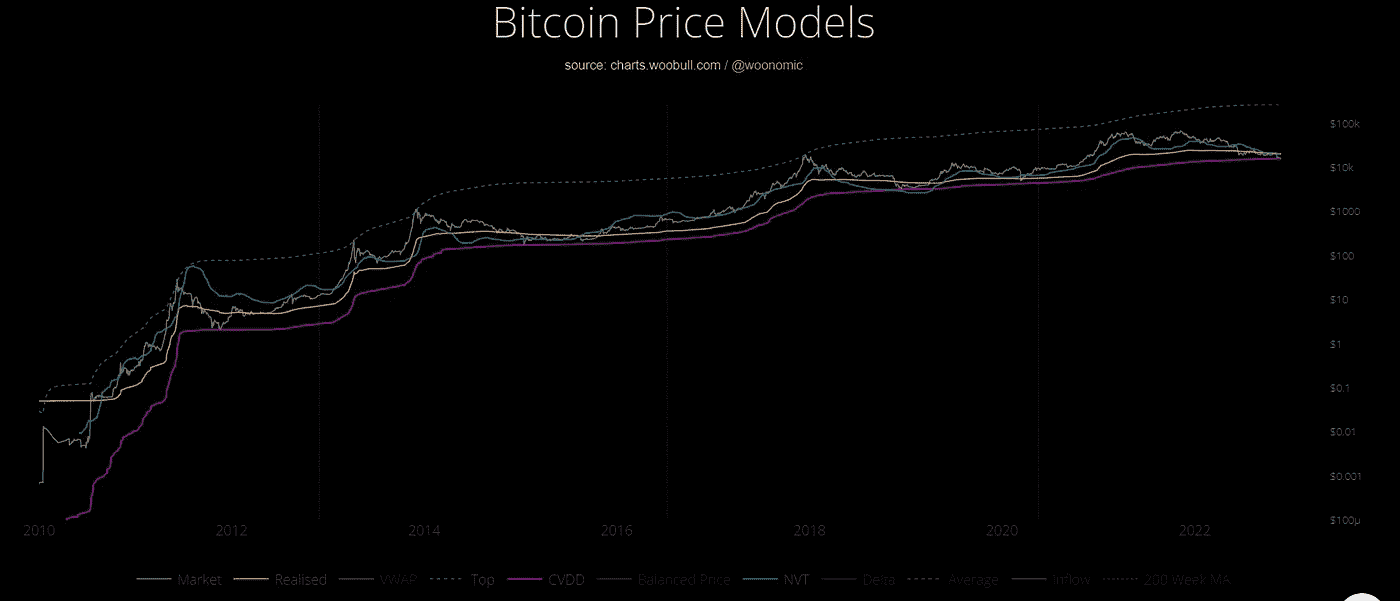 Bitcoin Price Models
source: charts.woobull.com / @woonomic
$100k
$10k
$1000
$100
$10
$1
$0.1
$0.01
$0.001
$100µ
2010 2012 2014 2016 2018 2020 2022
Market Realised VWAP Top CVDD Balanced Price NVT Delta Average Inflow 200 Week MA